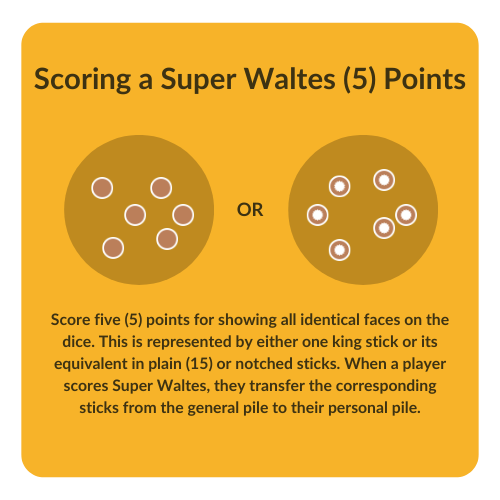 Scoring a Super Waltes (5) Points
OR
Score five (5) points for showing all identical faces on the
dice. This is represented by either one king stick or its
equivalent in plain (15) or notched sticks. When a player
scores Super Waltes, they transfer the corresponding
sticks from the general pile to their personal pile.